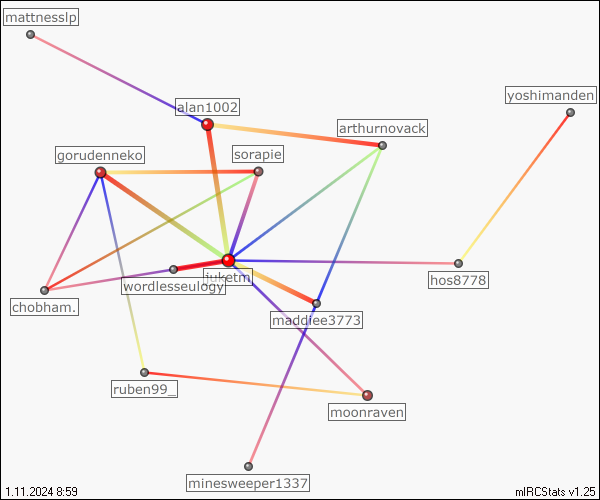 mattnesslp
yoshimanden
alan1002
arthurnovack
gorudenneko
sorapie
juketm
wordlesseulogy
hos8778
chobham.
maddiee3773
ruben99_
moonraven
minesweeper1337
1.11.2024 8:59
mIRCStats v1.25